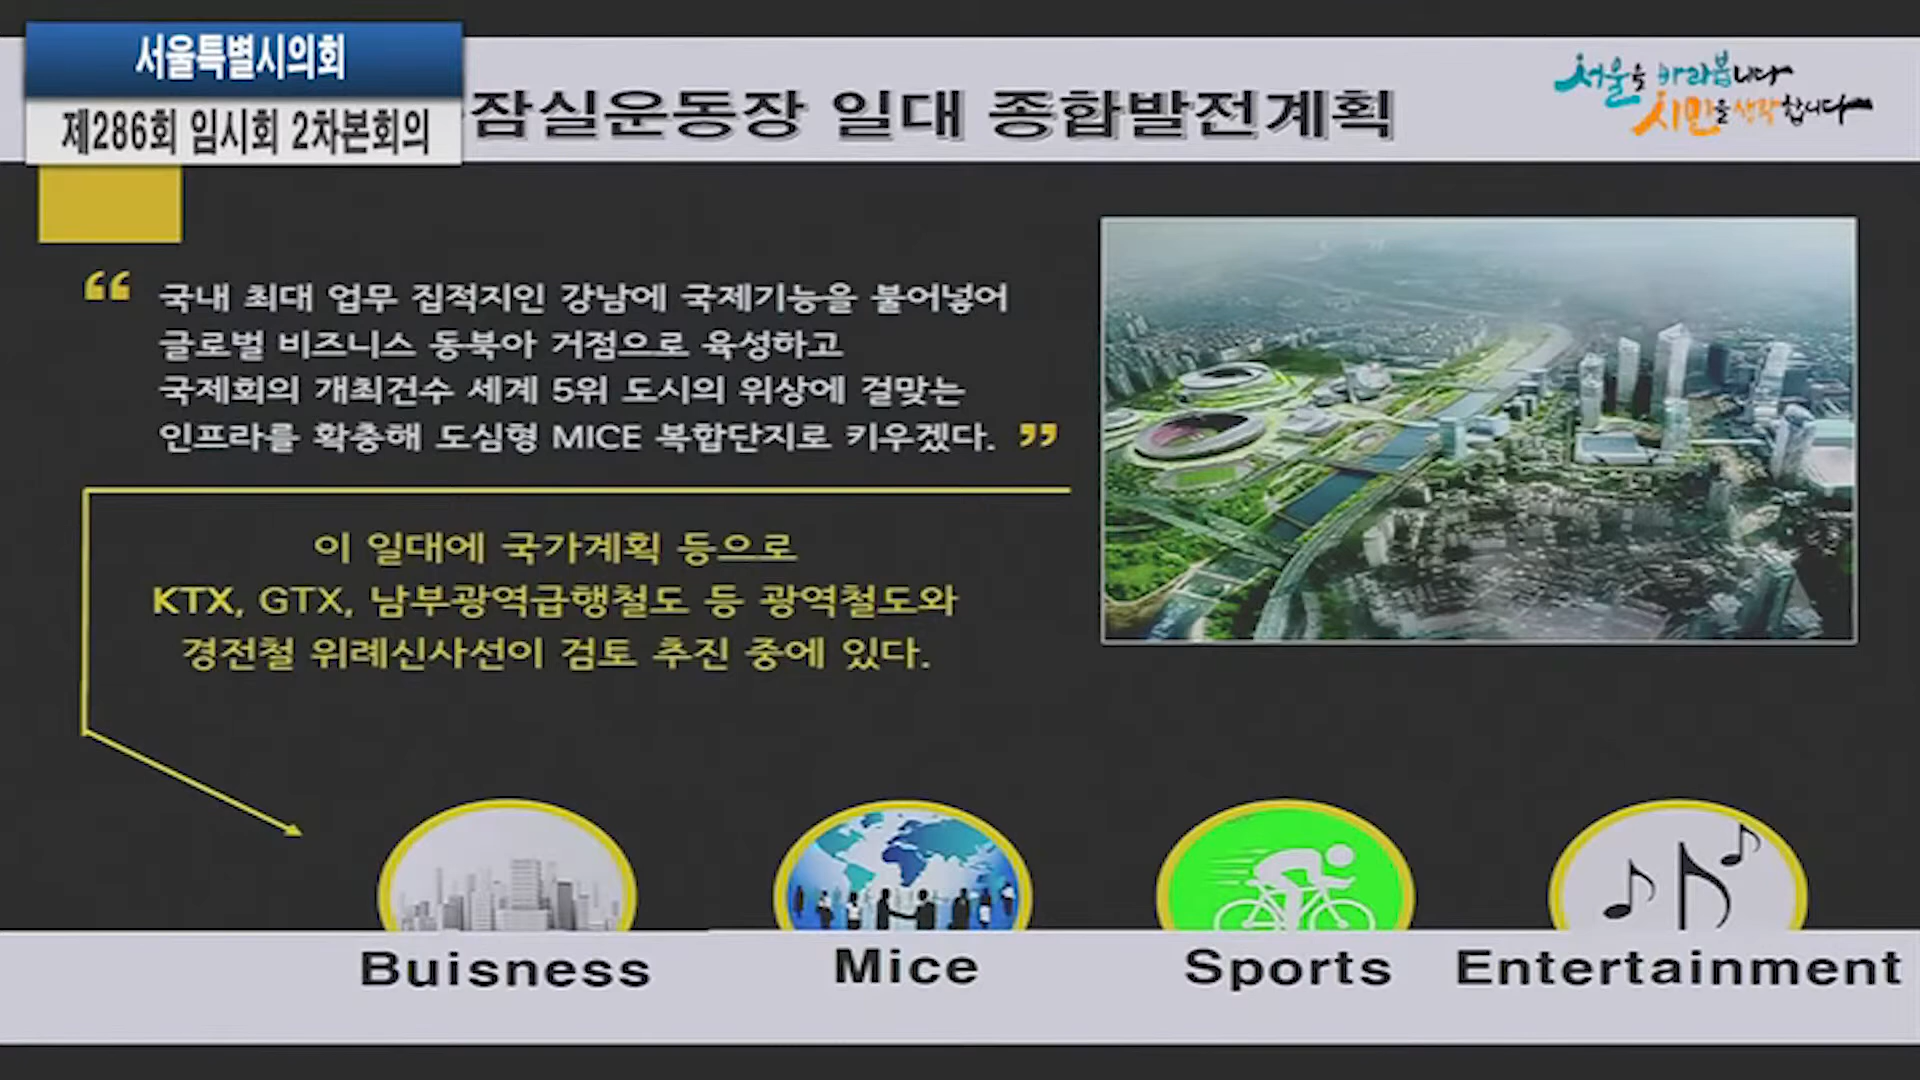 서울특별시의회
제286회 임시회 2차본회의
잠실운동장 일대 종합발전계획
서울을 바라봅니다
시민을 생각합니다
“ 국내 최대 업무 집적지인 강남에 국제기능을 불어넣어
글로벌 비즈니스 동북아 거점으로 육성하고
국제회의 개최건수 세계 5위 도시의 위상에 걸맞는
인프라를 확충해 도심형 MICE 복합단지로 키우겠다. ”
이 일대에 국가계획 등으로
KTX, GTX, 남부광역급행철도 등 광역철도와
경전철 위례신사선이 검토 추진 중에 있다.
Buisness
Mice
Sports
Entertainment